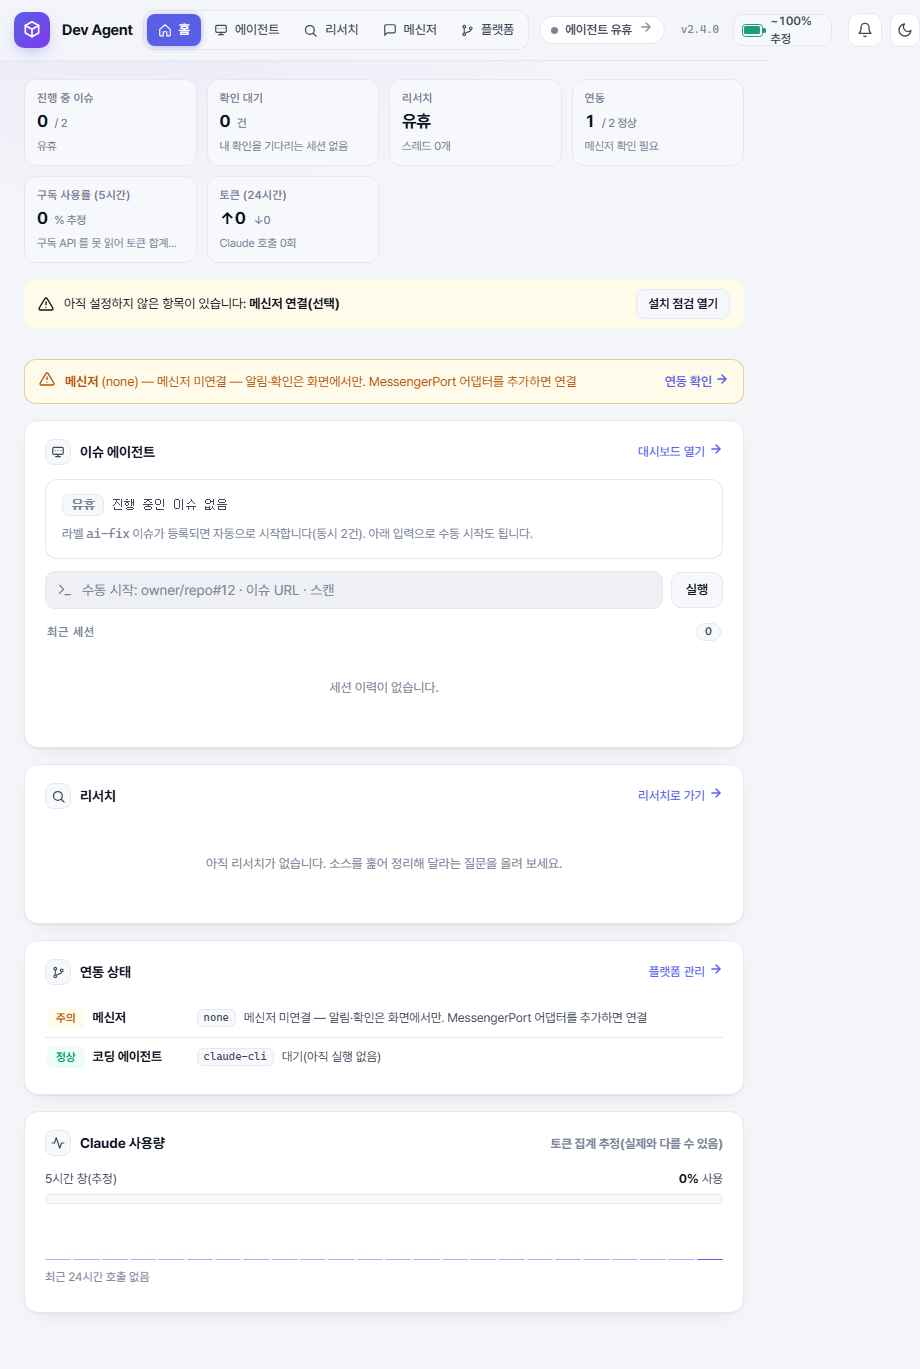 Dev Agent
홈
에이전트
리서치
메신저
플랫폼
에이전트 유휴 →
v2.4.0
~100%
추정
진행 중 이슈
0 / 2
유휴
확인 대기
0 건
내 확인을 기다리는 세션 없음
리서치
유휴
스레드 0개
연동
1 / 2 정상
메신저 확인 필요
구독 사용률 (5시간)
0 % 추정
구독 API 를 못 읽어 토큰 합계...
토큰 (24시간)
↑0 ↓0
Claude 호출 0회
아직 설정하지 않은 항목이 있습니다: 메신저 연결(선택)
설치 점검 열기
메신저 (none) — 메신저 미연결 — 알림·확인은 화면에서만. MessengerPort 어댑터를 추가하면 연결
연동 확인 →
이슈 에이전트
대시보드 열기 →
유휴 진행 중인 이슈 없음
라벨 ai-fix 이슈가 등록되면 자동으로 시작합니다(동시 2건). 아래 입력으로 수동 시작도 됩니다.
수동 시작: owner/repo#12 · 이슈 URL · 스캔
실행
최근 세션
0
세션 이력이 없습니다.
리서치
리서치로 가기 →
아직 리서치가 없습니다. 소스를 훑어 정리해 달라는 질문을 올려 보세요.
연동 상태
플랫폼 관리 →
주의 메신저 none 메신저 미연결 — 알림·확인은 화면에서만. MessengerPort 어댑터를 추가하면 연결
정상 코딩 에이전트 claude-cli 대기(아직 실행 없음)
Claude 사용량
토큰 집계 추정(실제와 다를 수 있음)
5시간 창(추정)
0% 사용
최근 24시간 호출 없음